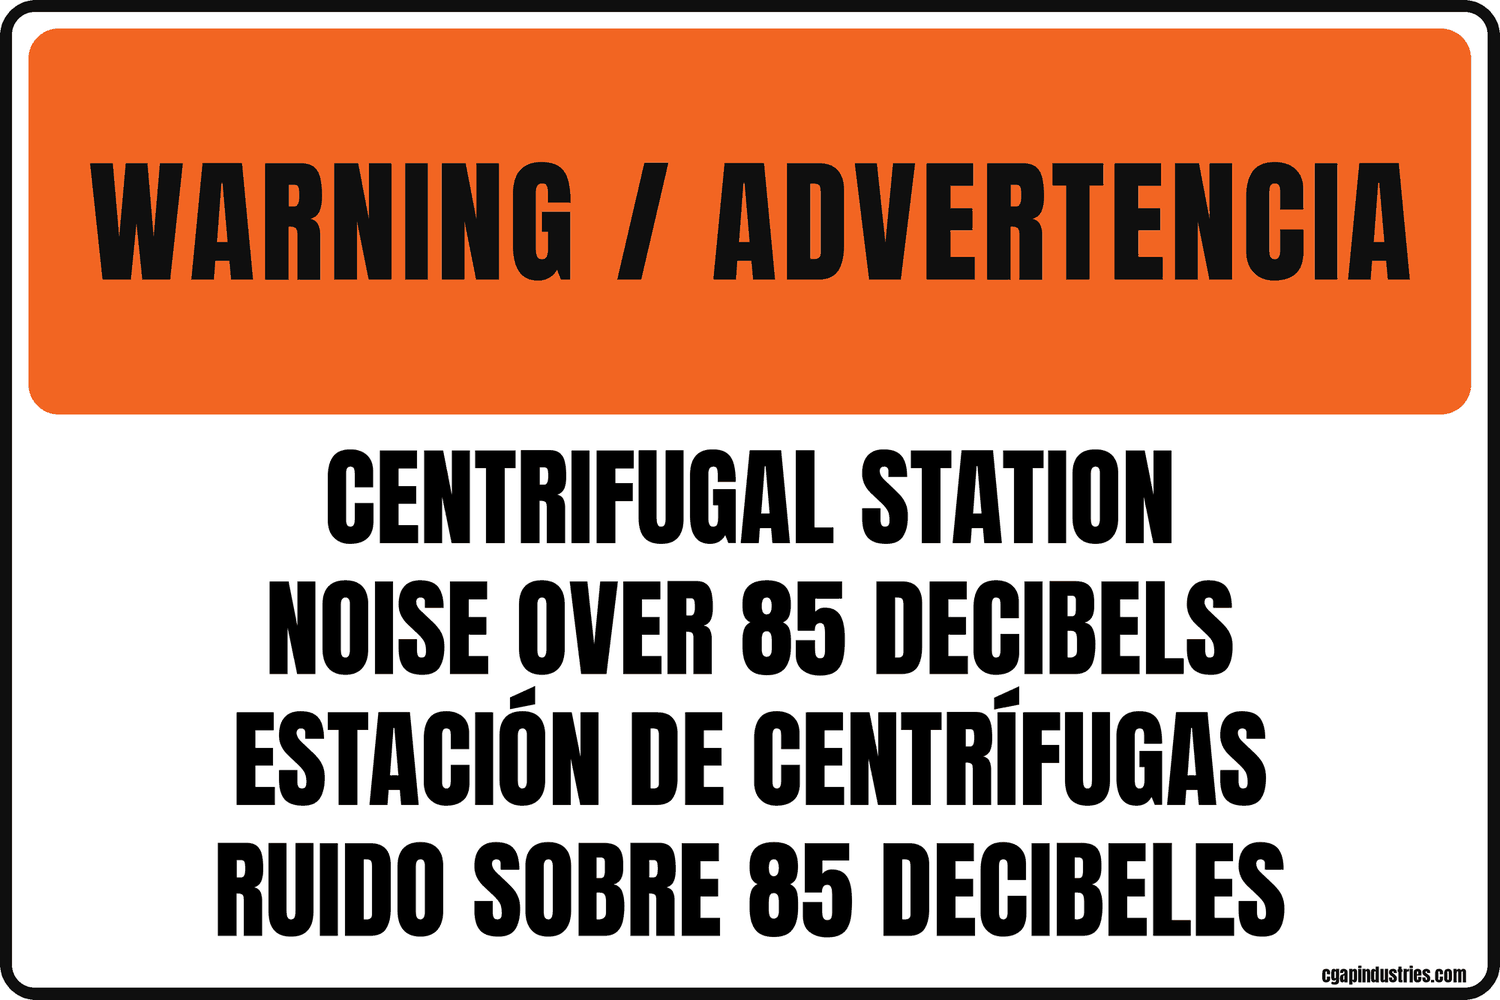 WARNING / ADVERTENCIA
CENTRIFUGAL STATION
NOISE OVER 85 DECIBELS
ESTACIÓN DE CENTRÍFUGAS
RUIDO SOBRE 85 DECIBELES
cgapindustries.com